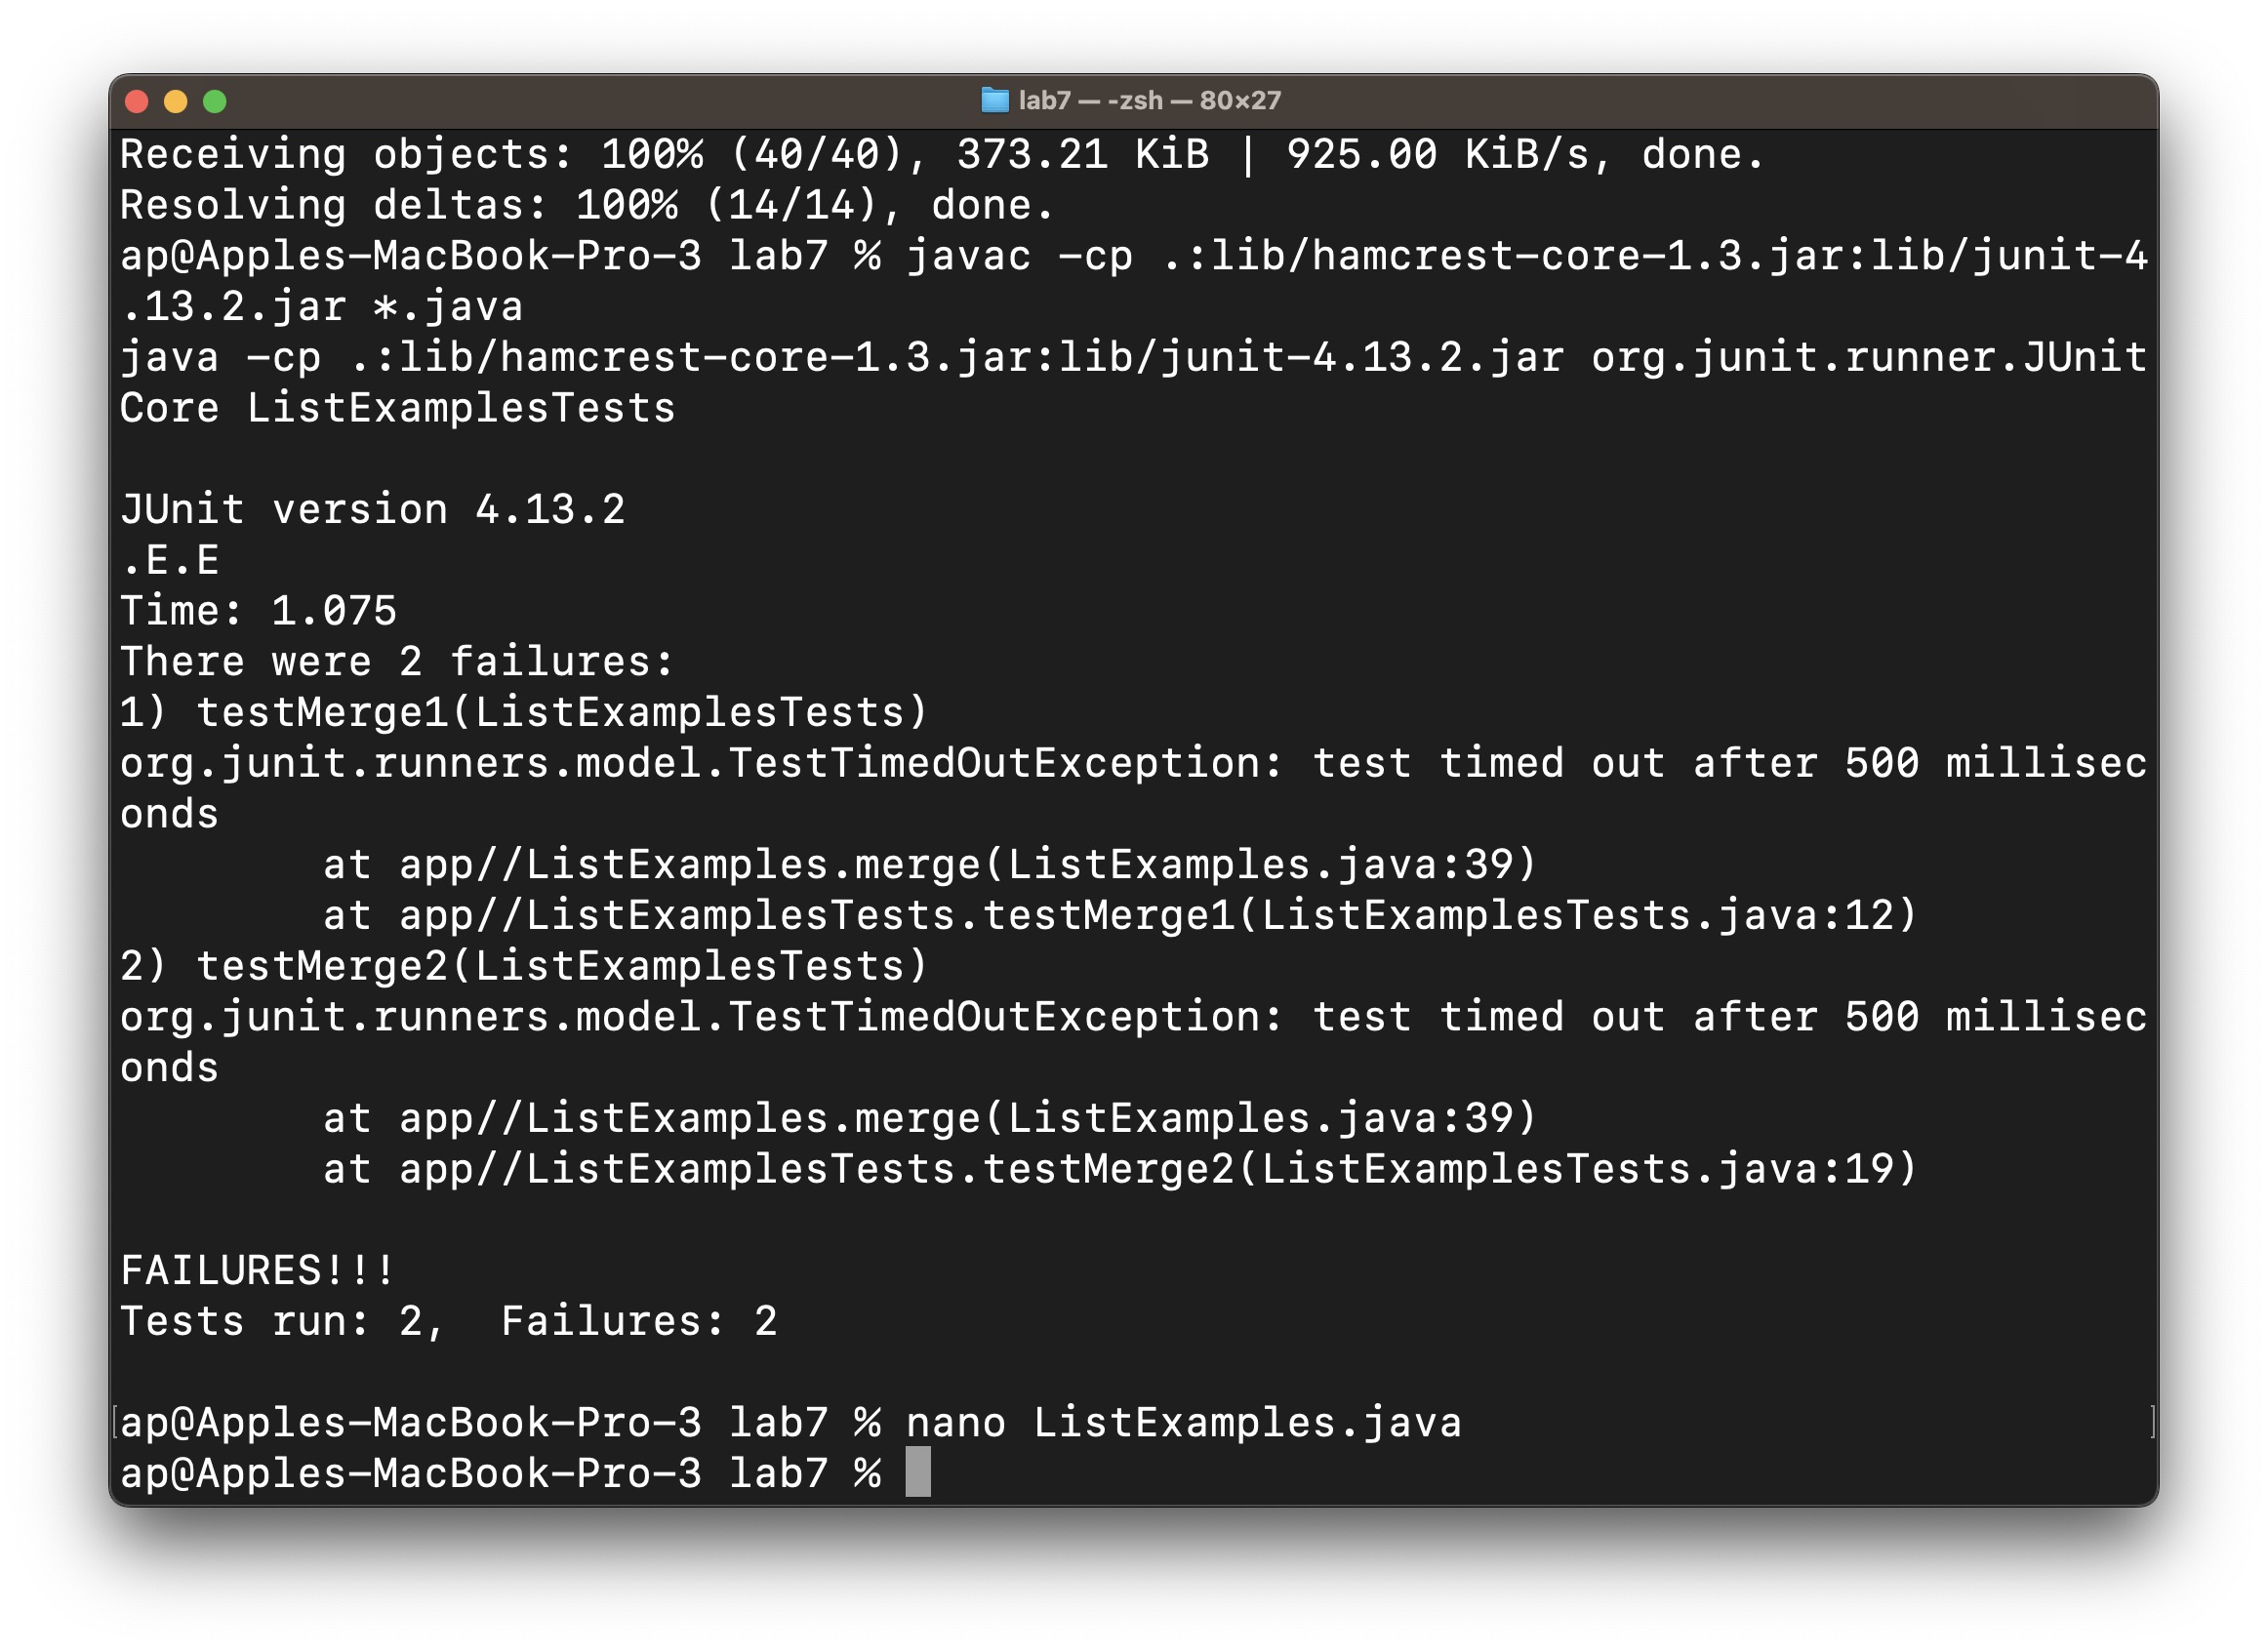 lab7 — -zsh — 80×27
Receiving objects: 100% (40/40), 373.21 KiB | 925.00 KiB/s, done.
Resolving deltas: 100% (14/14), done.
ap@Apples-MacBook-Pro-3 lab7 % javac -cp .:lib/hamcrest-core-1.3.jar:lib/junit-4
.13.2.jar *.java
java -cp .:lib/hamcrest-core-1.3.jar:lib/junit-4.13.2.jar org.junit.runner.JUnit
Core ListExamplesTests

JUnit version 4.13.2
.E.E
Time: 1.075
There were 2 failures:
1) testMerge1(ListExamplesTests)
org.junit.runners.model.TestTimedOutException: test timed out after 500 millisec
onds
        at app//ListExamples.merge(ListExamples.java:39)
        at app//ListExamplesTests.testMerge1(ListExamplesTests.java:12)
2) testMerge2(ListExamplesTests)
org.junit.runners.model.TestTimedOutException: test timed out after 500 millisec
onds
        at app//ListExamples.merge(ListExamples.java:39)
        at app//ListExamplesTests.testMerge2(ListExamplesTests.java:19)

FAILURES!!!
Tests run: 2,  Failures: 2

[ap@Apples-MacBook-Pro-3 lab7 % nano ListExamples.java ]
ap@Apples-MacBook-Pro-3 lab7 %